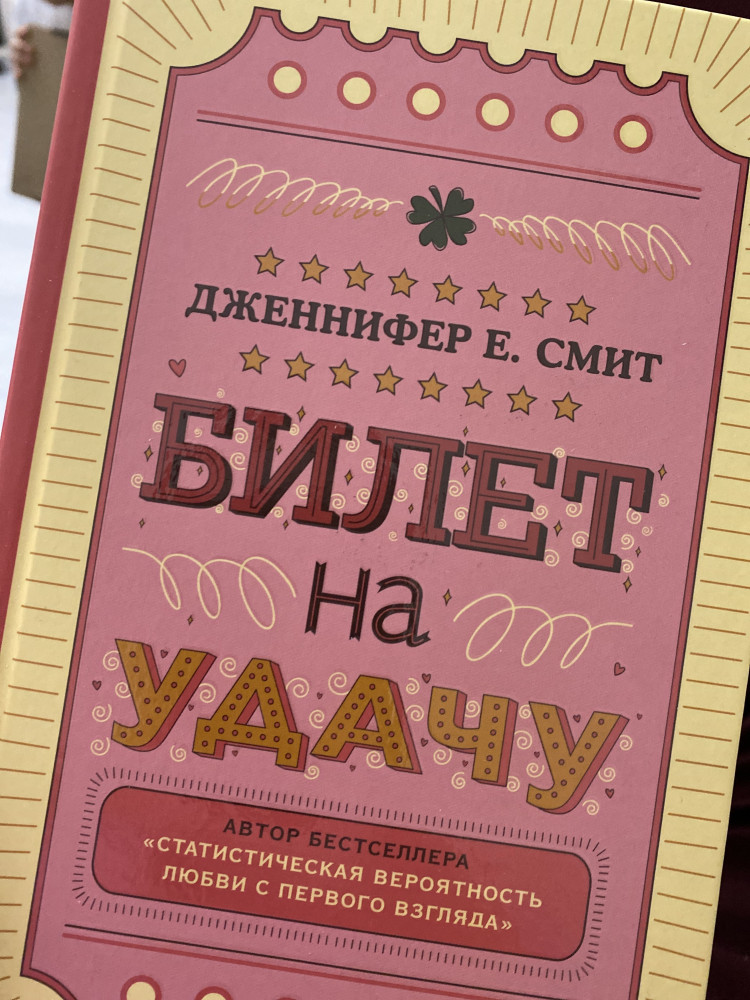 ДЖЕННИФЕР Е. СМИТ
БИЛЕТ
на
УДАЧУ
АВТОР БЕСТСЕЛЛЕРА
«СТАТИСТИЧЕСКАЯ ВЕРОЯТНОСТЬ
ЛЮБВИ С ПЕРВОГО ВЗГЛЯДА»